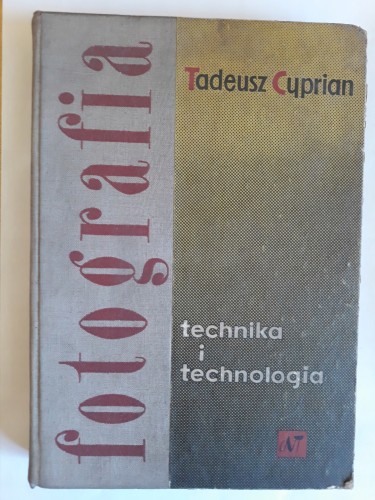 fotografia
Tadeusz Cyprian
technika
i
technologia